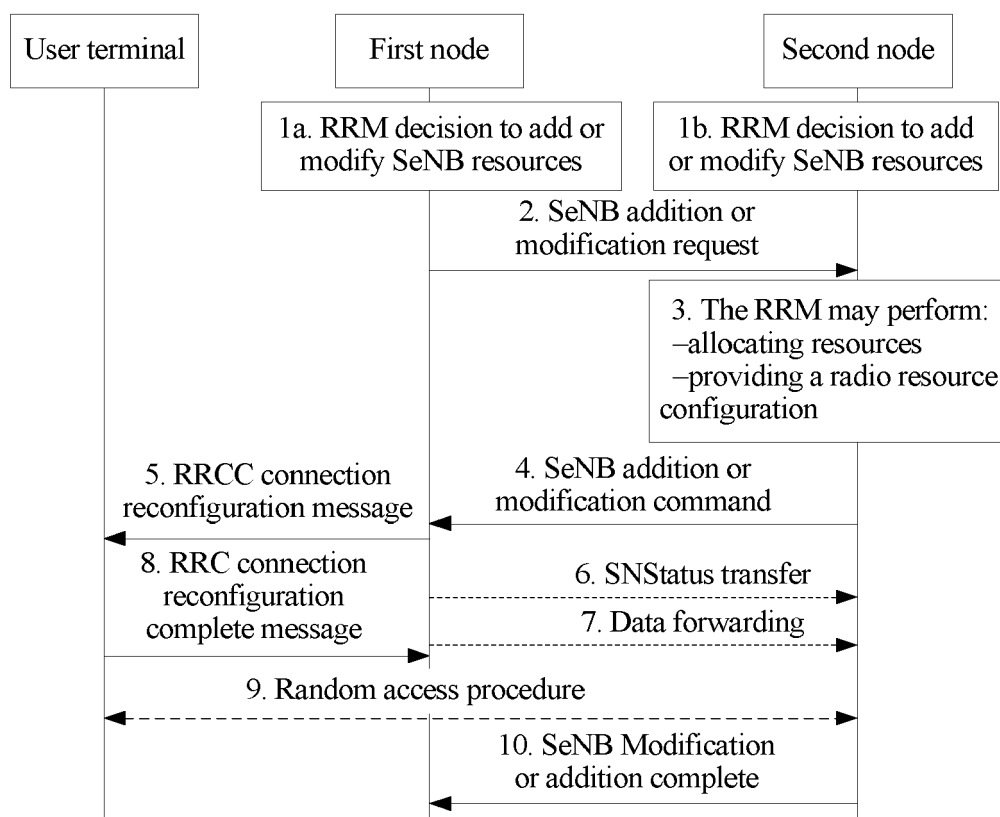 User terminal
First node
Second node
1a. RRM decision to add or
modify SeNB resources
1b. RRM decision to add
or modify SeNB resources
2. SeNB addition or
modification request
3. The RRM may perform:
–allocating resources
–providing a radio resource
configuration
4. SeNB addition or
modification command
5. RRCC connection
reconfiguration message
6. SNStatus transfer
7. Data forwarding
8. RRC connection
reconfiguration
complete message
9. Random access procedure
10. SeNB Modification
or addition complete